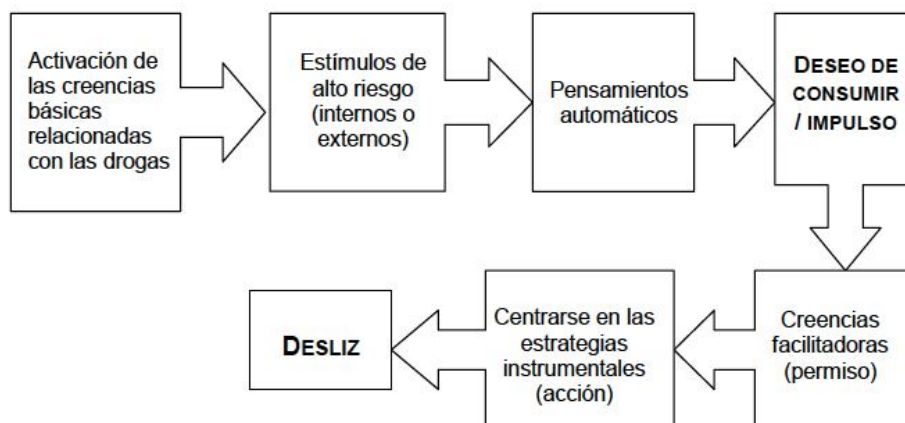 Activación de
las creencias
básicas
relacionadas
con las drogas
Estímulos de
alto riesgo
(internos o
externos)
Pensamientos
automáticos
DESEO DE
CONSUMIR
/ IMPULSO
Creencias
facilitadoras
(permiso)
Centrarse en las
estrategias
instrumentales
(acción)
DESLIZ